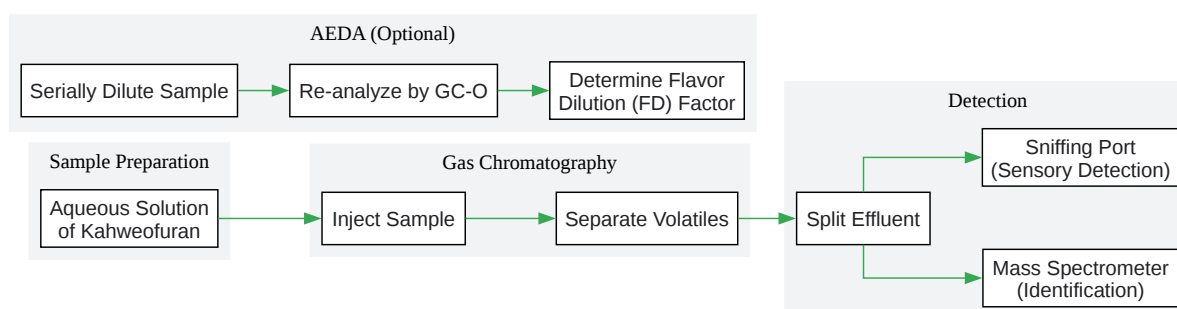 AEDA (Optional)
Serially Dilute Sample
Re-analyze by GC-O
Determine Flavor
Dilution (FD) Factor
Sample Preparation
Aqueous Solution
of Kahweofuran
Gas Chromatography
Inject Sample
Separate Volatiles
Detection
Split Effluent
Sniffing Port
(Sensory Detection)
Mass Spectrometer
(Identification)